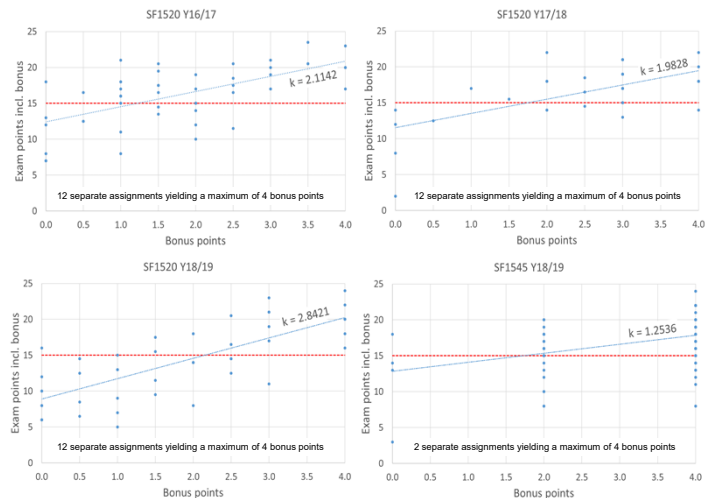 SF1520 Y16/17
Exam points incl. bonus
25
20
15
10
5
0
k = 2.1142
12 separate assignments yielding a maximum of 4 bonus points
0.0 0.5 1.0 1.5 2.0 2.5 3.0 3.5 4.0
Bonus points
SF1520 Y17/18
Exam points incl. bonus
25
20
15
10
5
0
k = 1.9828
12 separate assignments yielding a maximum of 4 bonus points
0.0 0.5 1.0 1.5 2.0 2.5 3.0 3.5 4.0
Bonus points
SF1520 Y18/19
Exam points incl. bonus
25
20
15
10
5
0
k = 2.8421
12 separate assignments yielding a maximum of 4 bonus points
0.0 0.5 1.0 1.5 2.0 2.5 3.0 3.5 4.0
Bonus points
SF1545 Y18/19
Exam points incl. bonus
25
20
15
10
5
0
k = 1.2536
2 separate assignments yielding a maximum of 4 bonus points
0.0 0.5 1.0 1.5 2.0 2.5 3.0 3.5 4.0
Bonus points